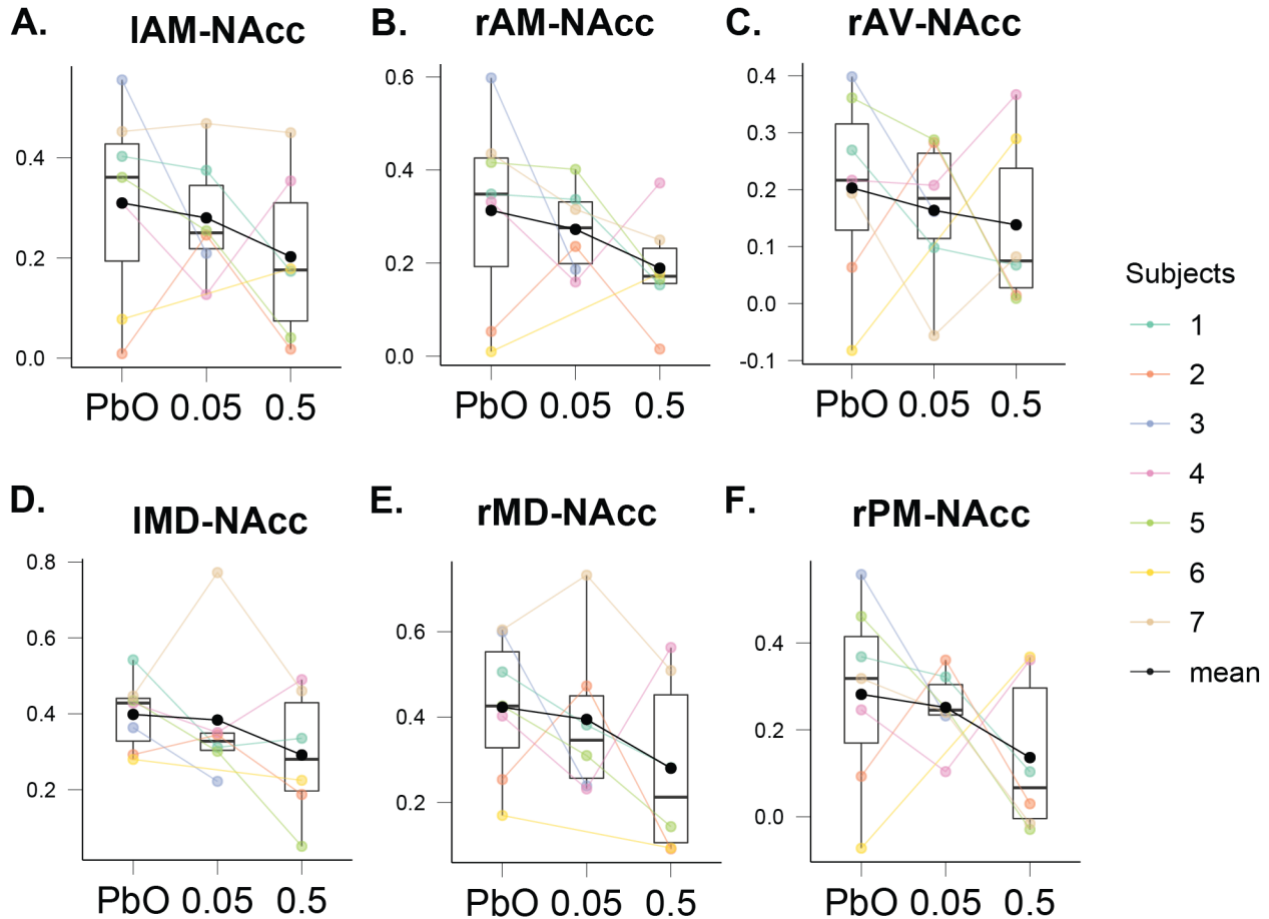 A. lAM-NAcc
B. rAM-NAcc
C. rAV-NAcc
0.4
0.2
0.0
PbO 0.05 0.5
0.6
0.4
0.2
0.0
PbO 0.05 0.5
0.4
0.3
0.2
0.1
0.0
-0.1
PbO 0.05 0.5
D. lMD-NAcc
E. rMD-NAcc
F. rPM-NAcc
0.8
0.6
0.4
0.2
PbO 0.05 0.5
0.6
0.4
0.2
PbO 0.05 0.5
0.4
0.2
0.0
PbO 0.05 0.5
Subjects
1
2
3
4
5
6
7
mean